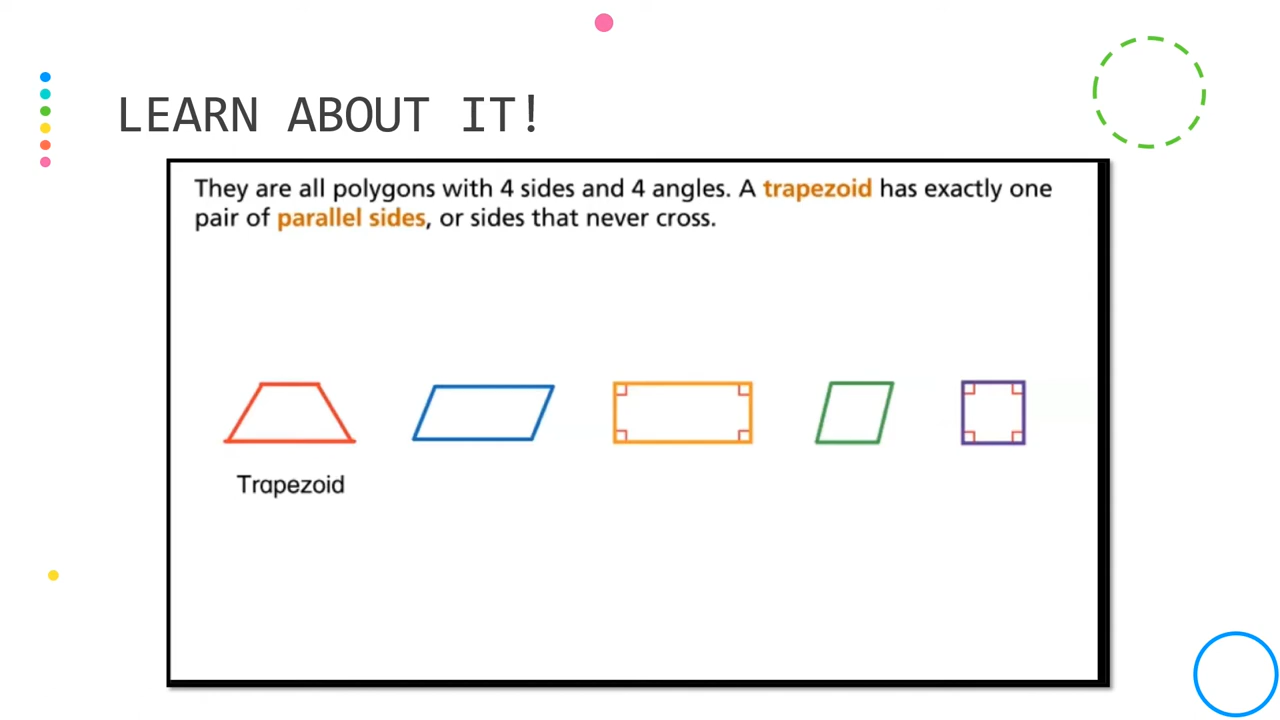 LEARN ABOUT IT!
They are all polygons with 4 sides and 4 angles. A trapezoid has exactly one
pair of parallel sides, or sides that never cross.
Trapezoid